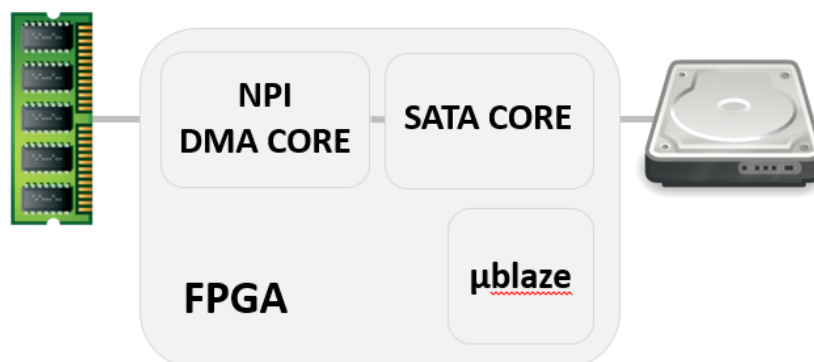 NPI
DMA CORE
SATA CORE
µblaze
FPGA